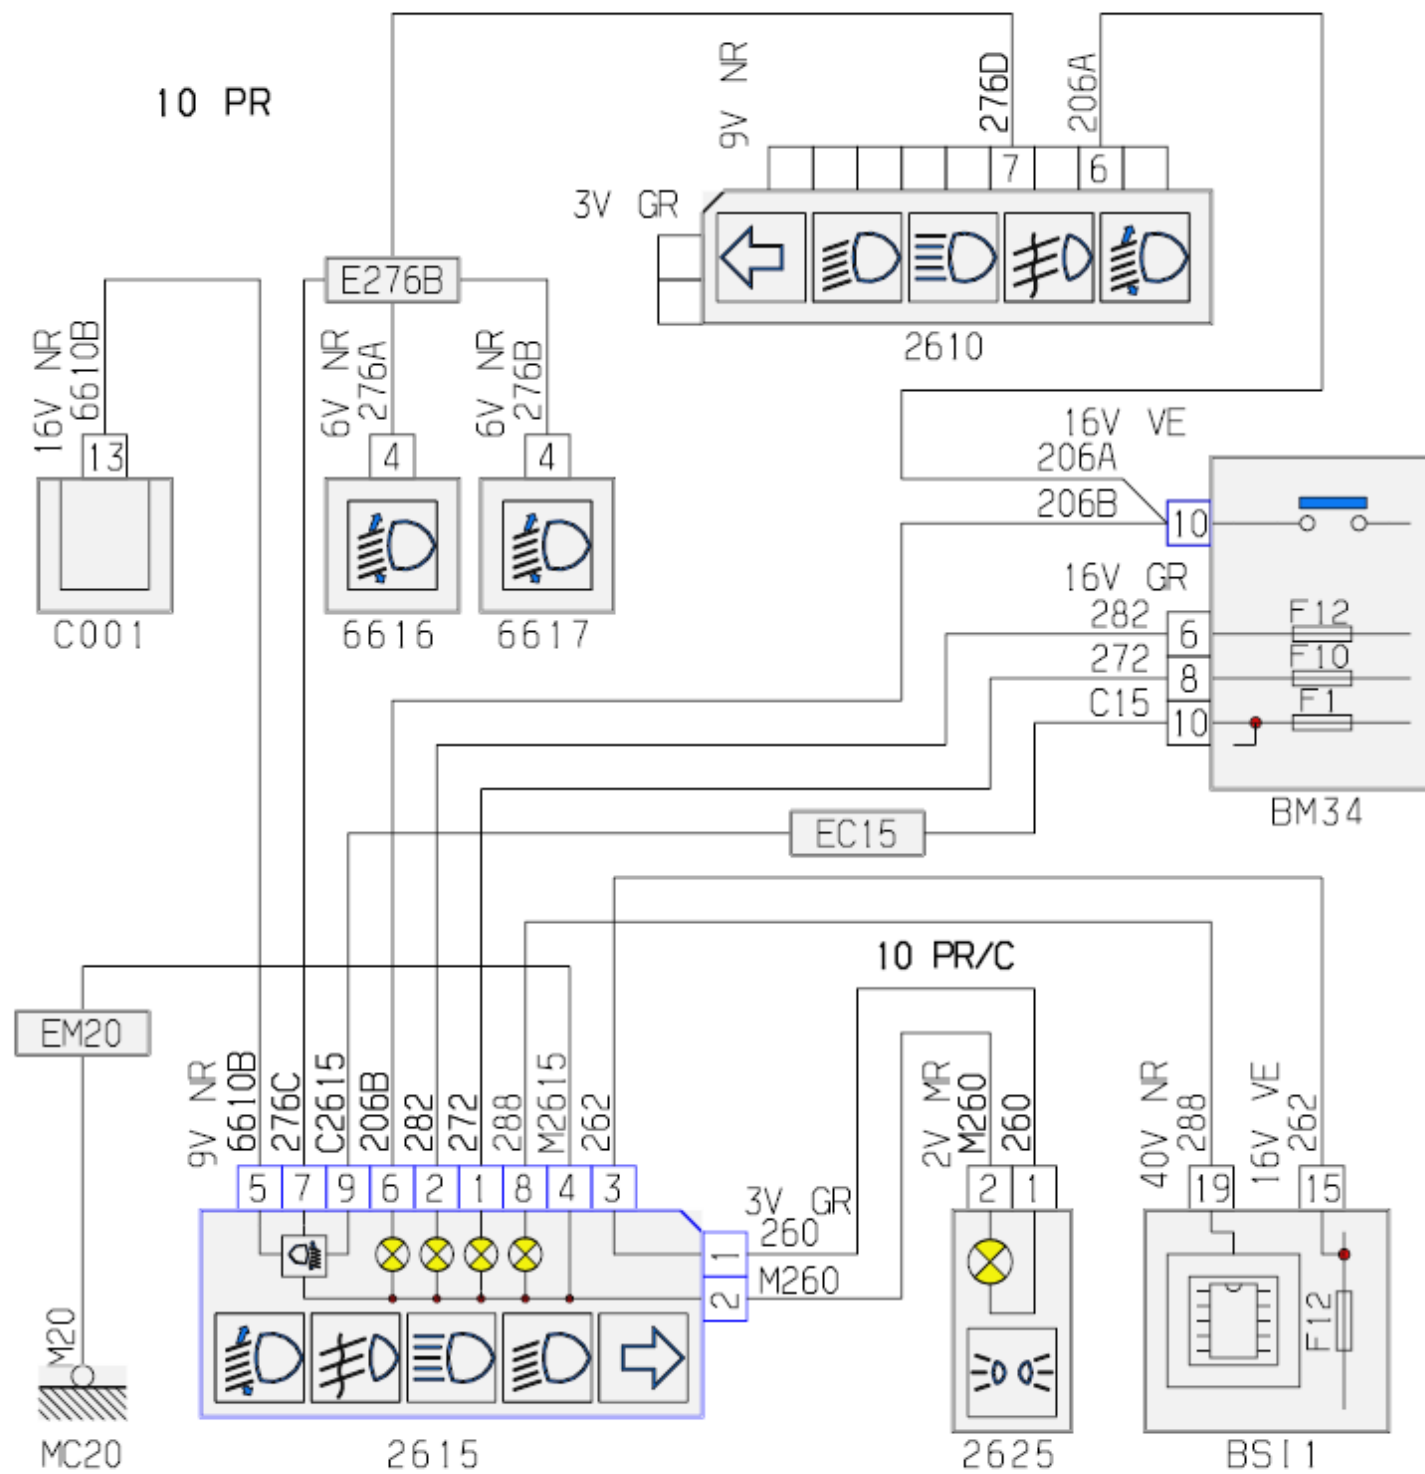 10 PR
9V NR
276D
206A
7
6
3V GR
2610
E276B
16V NR
6610B
6V NR
276A
6V NR
276B
13
4
4
C001
6616
6617
16V VE
206A
206B
10
16V GR
282
6
F12
272
8
F10
C15
10
F1
BM34
EC15
10 PR/C
EM20
9V NR
6610B
276C
C2615
206B
282
272
288
M2615
262
2V MR
M260
260
40V NR
288
16V VE
262
5
7
9
6
2
1
8
4
3
3V GR
260
1
M260
2
2
1
19
15
F12
M20
MC20
2615
2625
BSI1